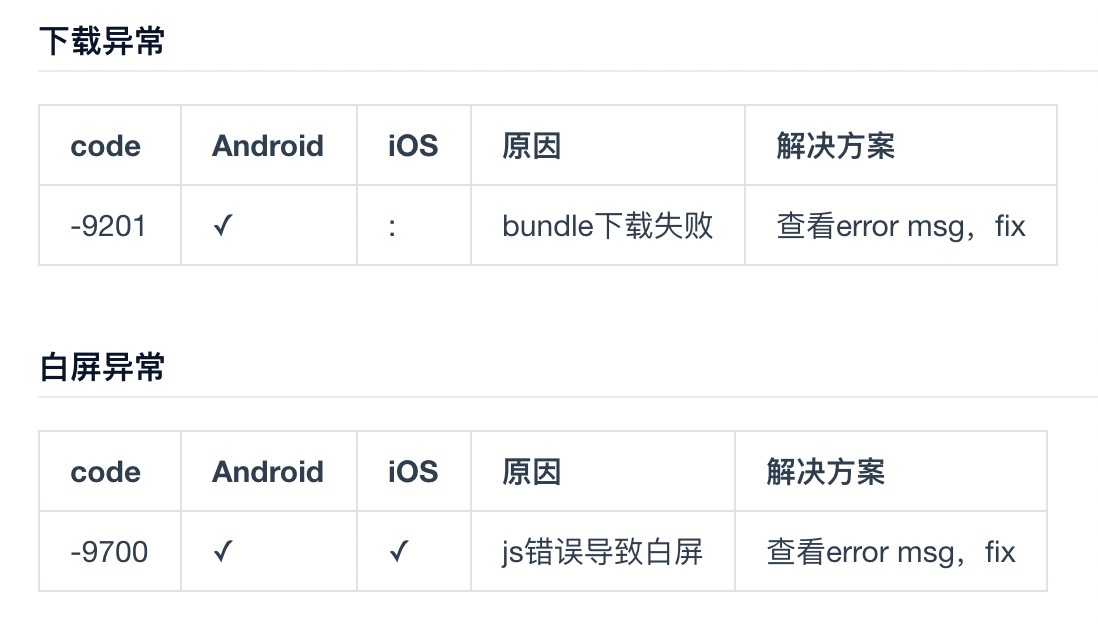 下载异常
code Android iOS 原因 解决方案
-9201 ✓ : bundle下载失败 查看error msg，fix
白屏异常
code Android iOS 原因 解决方案
-9700 ✓ ✓ js错误导致白屏 查看error msg，fix